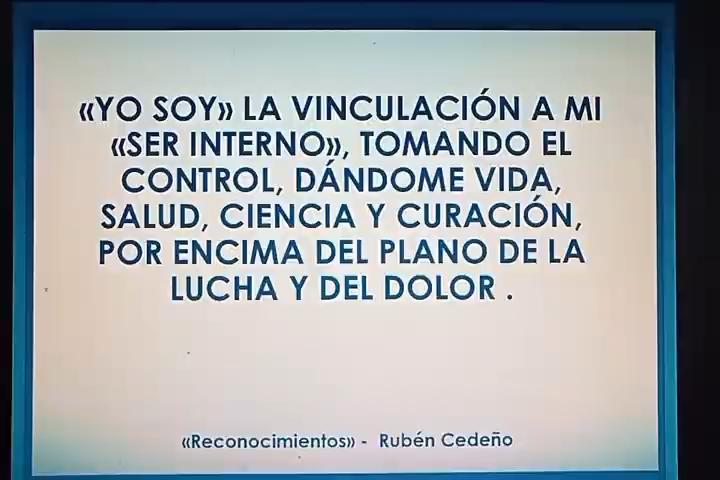 «YO SOY» LA VINCULACIÓN A MI
«SER INTERNO», TOMANDO EL
CONTROL, DÁNDOME VIDA,
SALUD, CIENCIA Y CURACIÓN,
POR ENCIMA DEL PLANO DE LA
LUCHA Y DEL DOLOR .
«Reconocimientos» - Rubén Cedeño